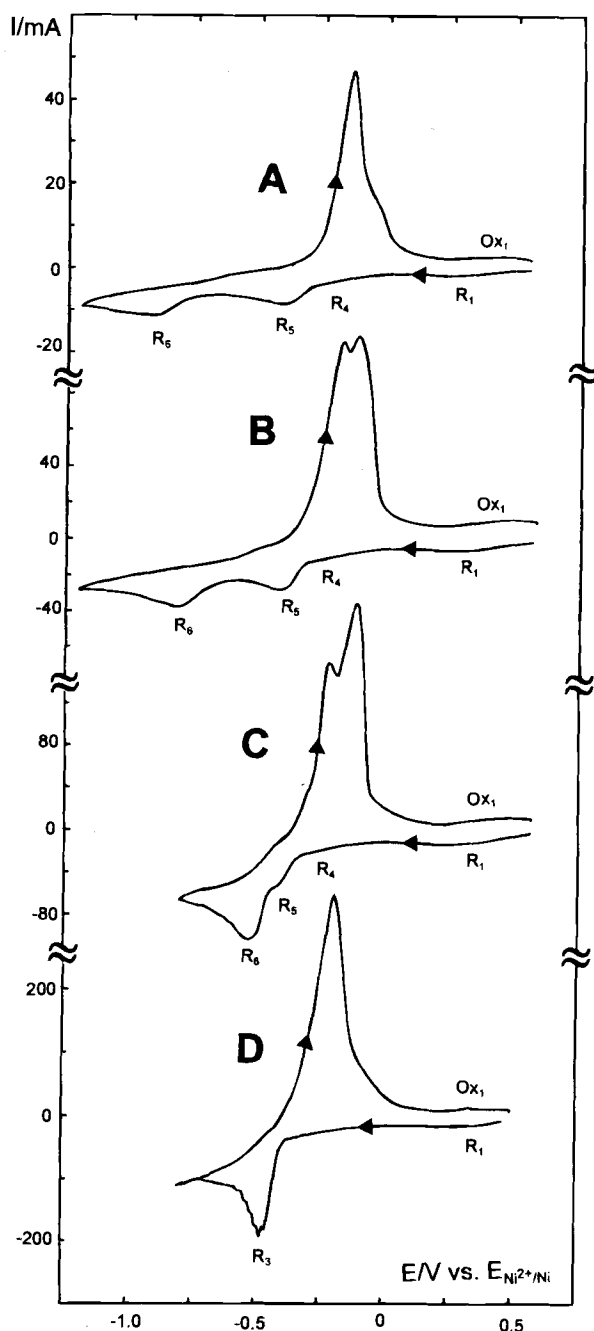 I/mA
40
A
20
Ox₁
0
R₄
R₁
R₅
R₆
-20
B
40
Ox₁
0
R₄
R₁
R₅
R₆
-40
C
80
Ox₁
0
R₄
R₁
R₅
-80
R₆
200
D
Ox₁
0
R₁
-200
R₃
E/V vs. E_Ni²⁺/Ni
-1.0 -0.5 0 0.5